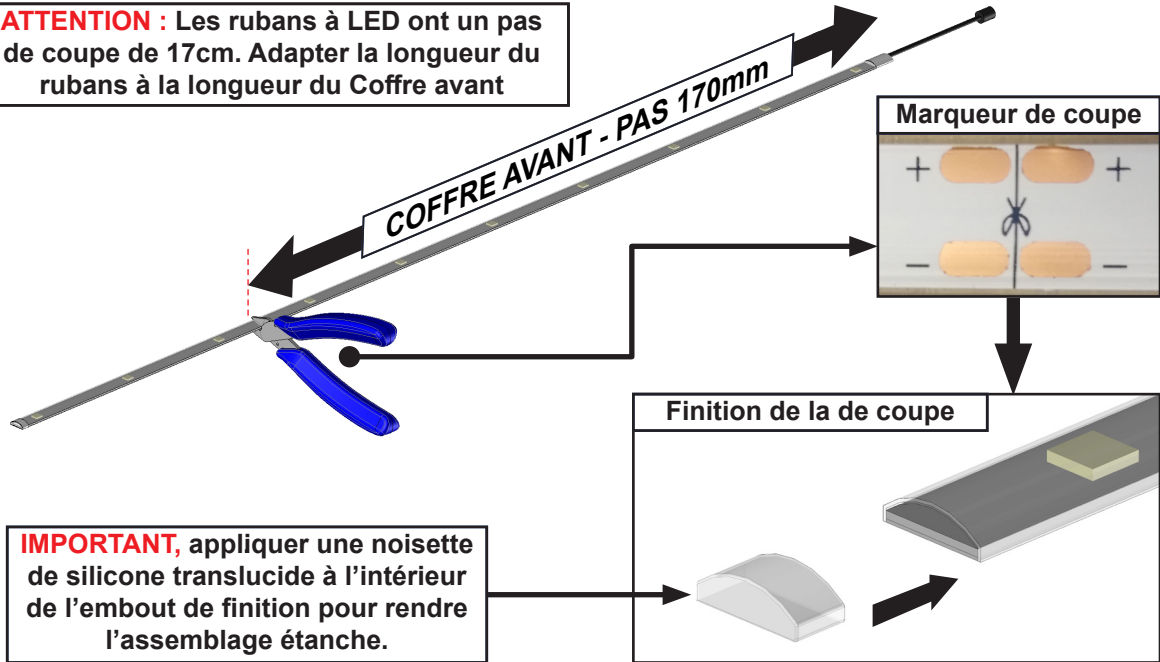 ATTENTION : Les rubans à LED ont un pas
de coupe de 17cm. Adapter la longueur du
rubans à la longueur du Coffre avant
COFFRE AVANT - PAS 170mm
Marqueur de coupe
+ +
- -
Finition de la de coupe
IMPORTANT, appliquer une noisette
de silicone translucide à l’intérieur
de l’embout de finition pour rendre
l’assemblage étanche.